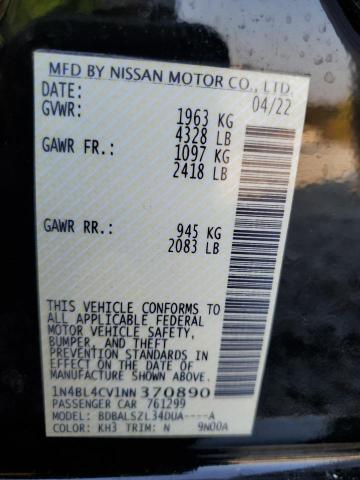 MFD BY NISSAN MOTOR CO., LTD.
DATE: 04/22
GVWR: 1963 KG
4328 LB
GAWR FR.: 1097 KG
2418 LB
GAWR RR.: 945 KG
2083 LB
THIS VEHICLE CONFORMS TO
ALL APPLICABLE FEDERAL
MOTOR VEHICLE SAFETY,
BUMPER, AND THEFT
PREVENTION STANDARDS IN
EFFECT ON THE DATE OF
MANUFACTURE SHOWN ABOVE.
1N4BL4CV1NN370890
PASSENGER CAR 761299
MODEL: BDBALSZL34DUA----A
COLOR: KH3 TRIM: N 9N00A